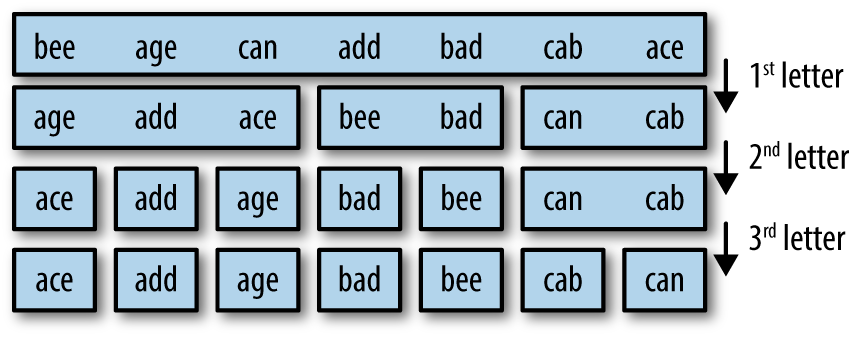 bee age can add bad cab ace
1st letter
age add ace bee bad can cab
2nd letter
ace add age bad bee can cab
3rd letter
ace add age bad bee cab can